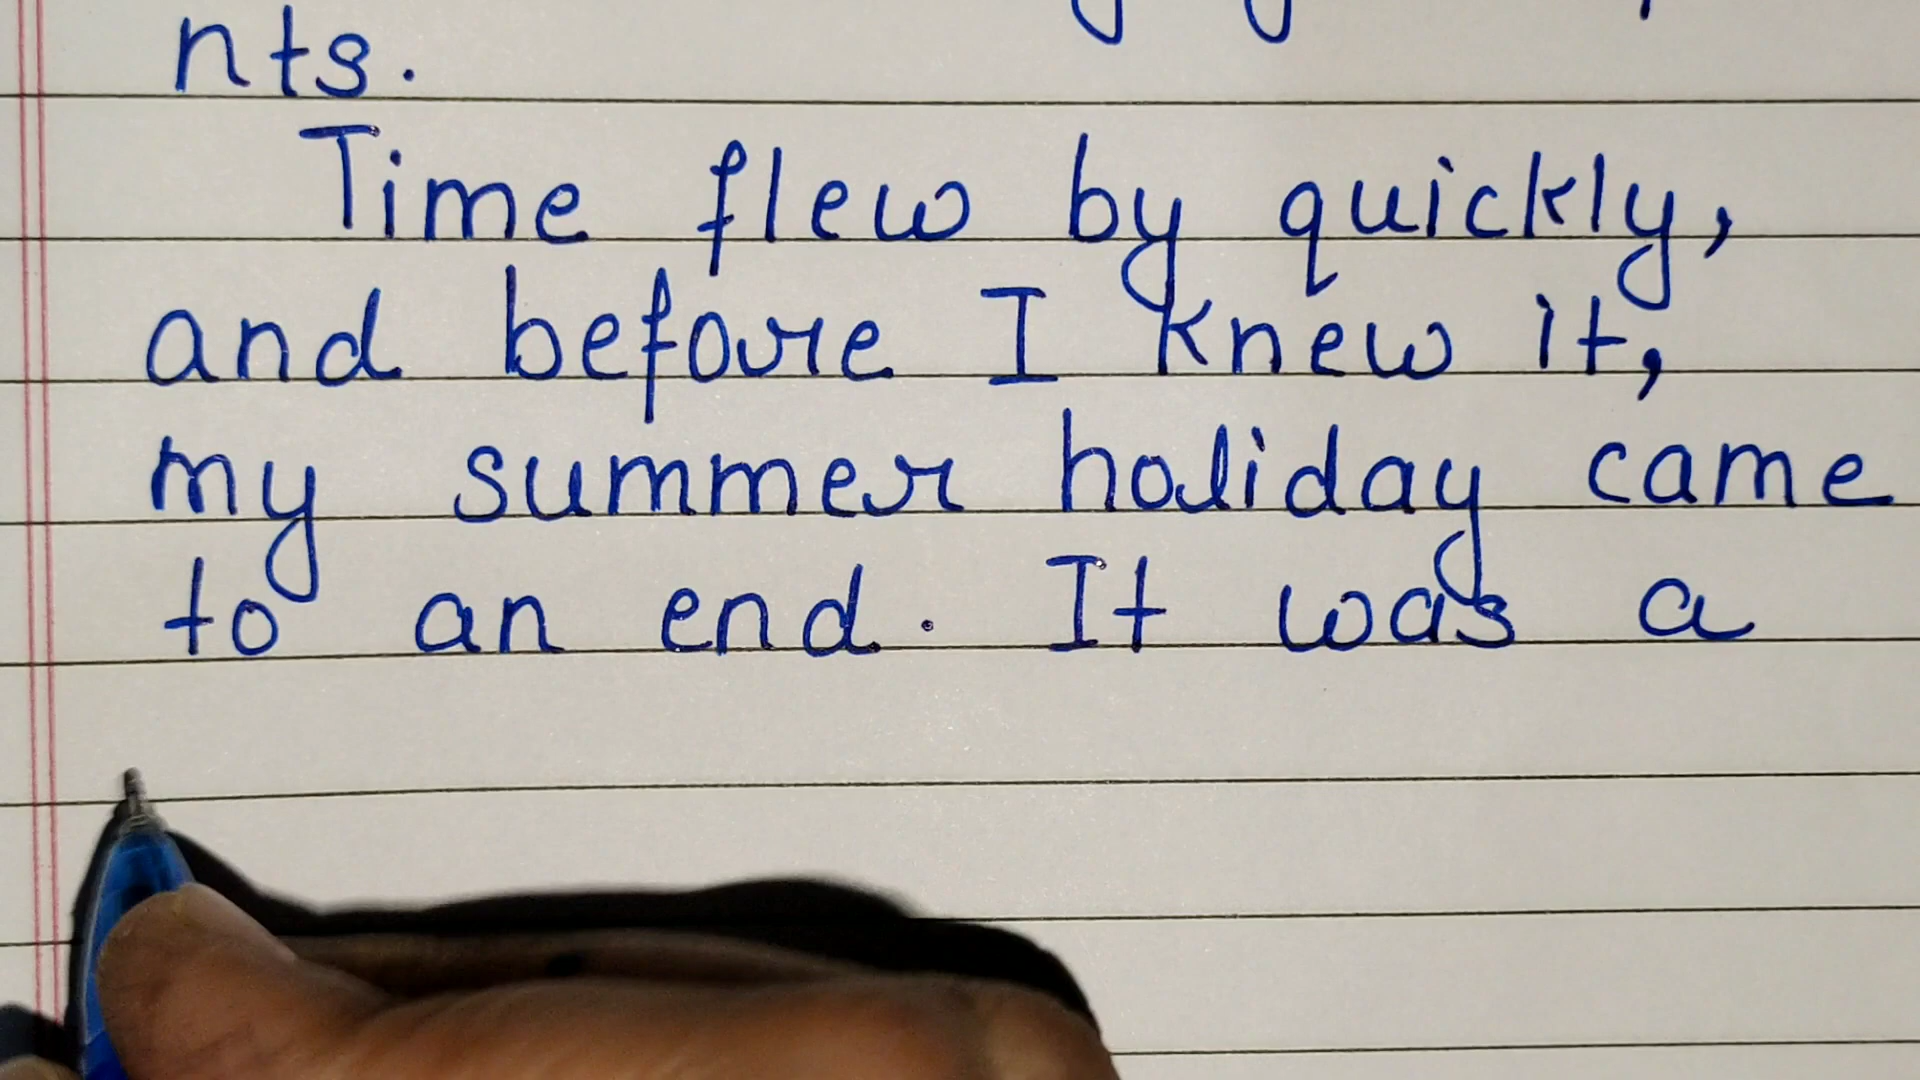 nts.
Time flew by quickly,
and before I knew it,
my summer holiday came
to an end. It was a